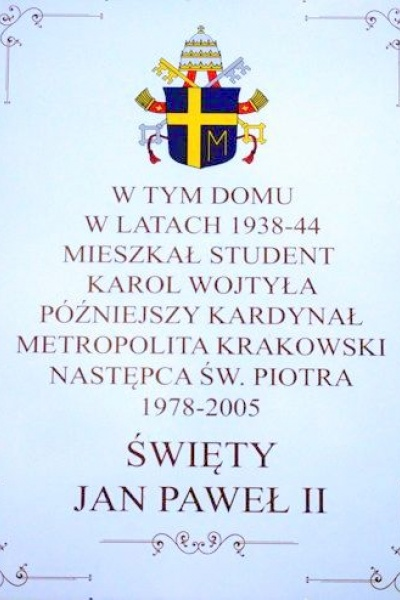 M
W TYM DOMU
W LATACH 1938-44
MIESZKAŁ STUDENT
KAROL WOJTYŁA
PÓŹNIEJSZY KARDYNAŁ
METROPOLITA KRAKOWSKI
NASTĘPCA ŚW. PIOTRA
1978-2005
ŚWIĘTY
JAN PAWEŁ II